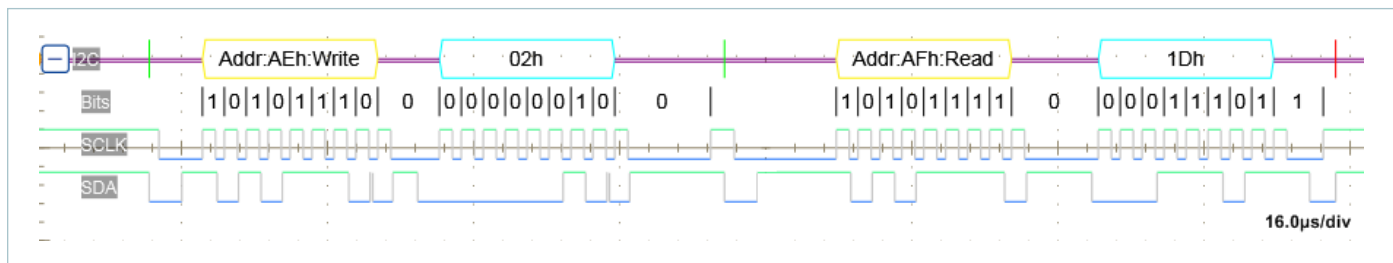 I2C Addr:AEh:Write 02h Addr:AFh:Read 1Dh
Bits 1 0 1 0 1 1 1 0 0 0 0 0 0 0 0 1 0 0 1 0 1 0 1 1 1 1 0 0 0 0 1 1 1 0 1 1
SCLK
SDA
16.0µs/div